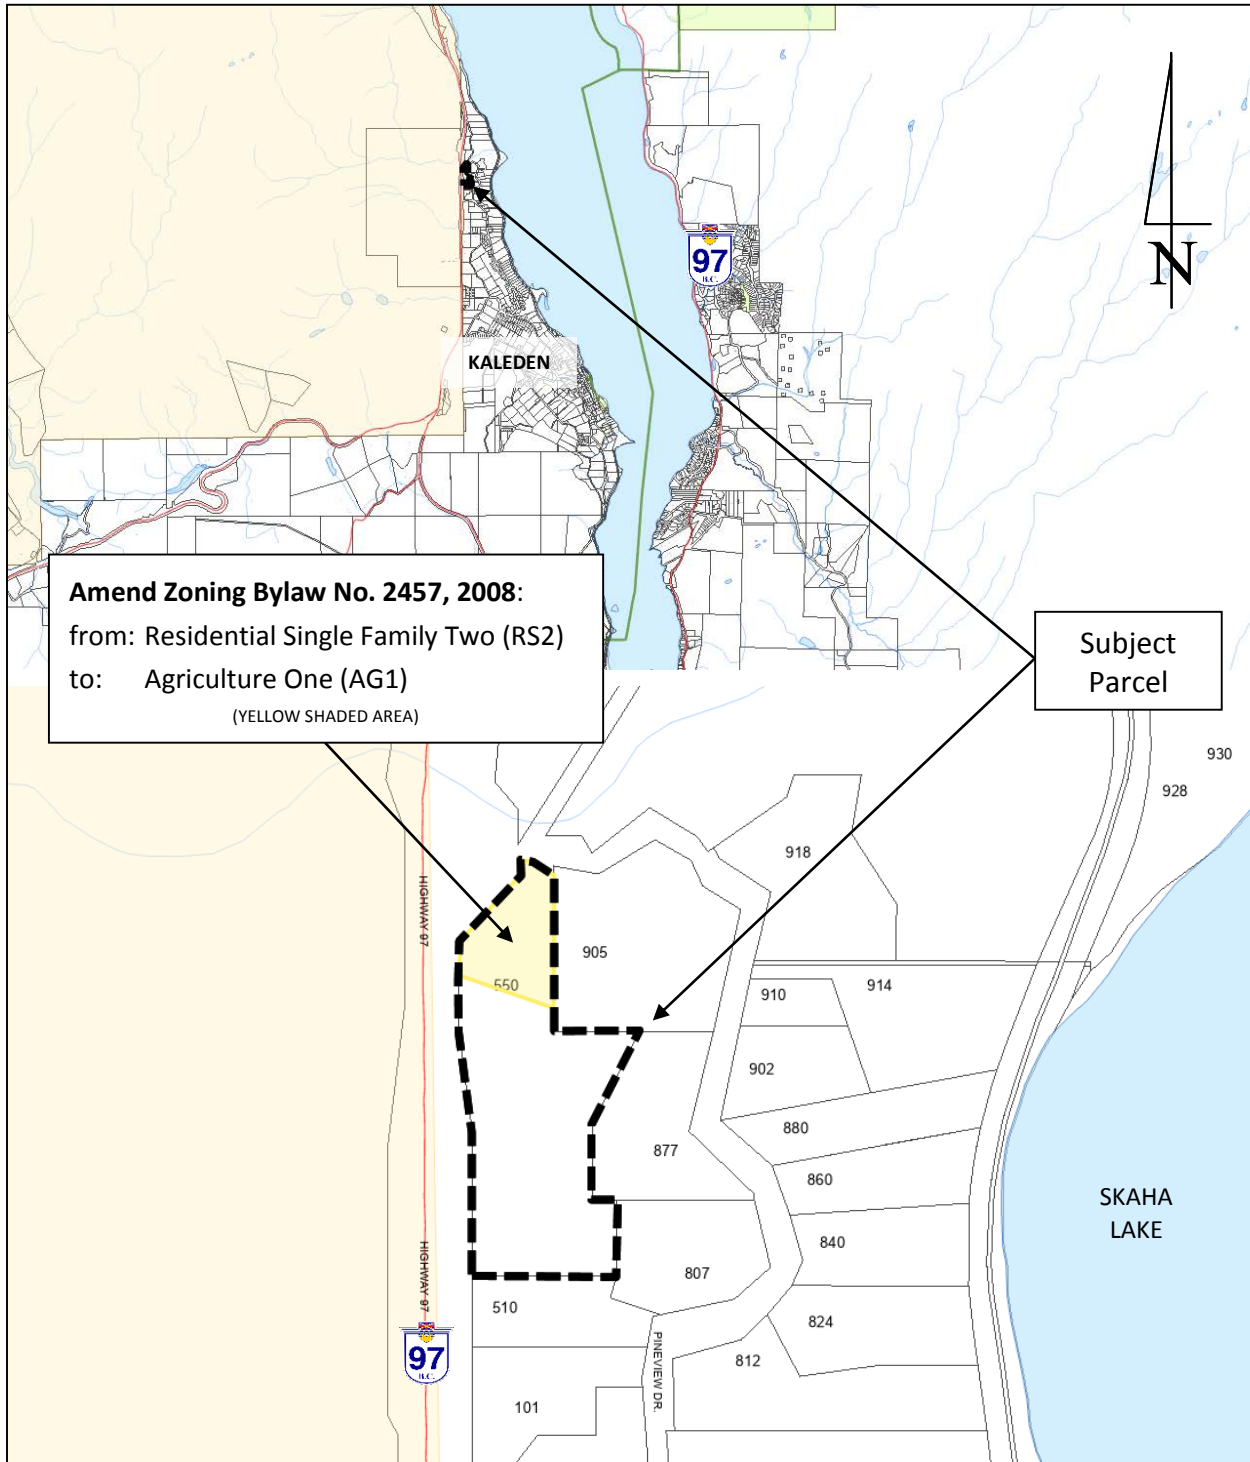 97
B.C.
N
KALEDEN
Amend Zoning Bylaw No. 2457, 2008:
from: Residential Single Family Two (RS2)
to: Agriculture One (AG1)
(YELLOW SHADED AREA)
Subject
Parcel
930
928
918
HIGHWAY 97
905
550
914
910
902
880
877
860
SKAHA
LAKE
840
HIGHWAY 97
807
510
824
97
B.C.
PINEVIEW DR.
812
101